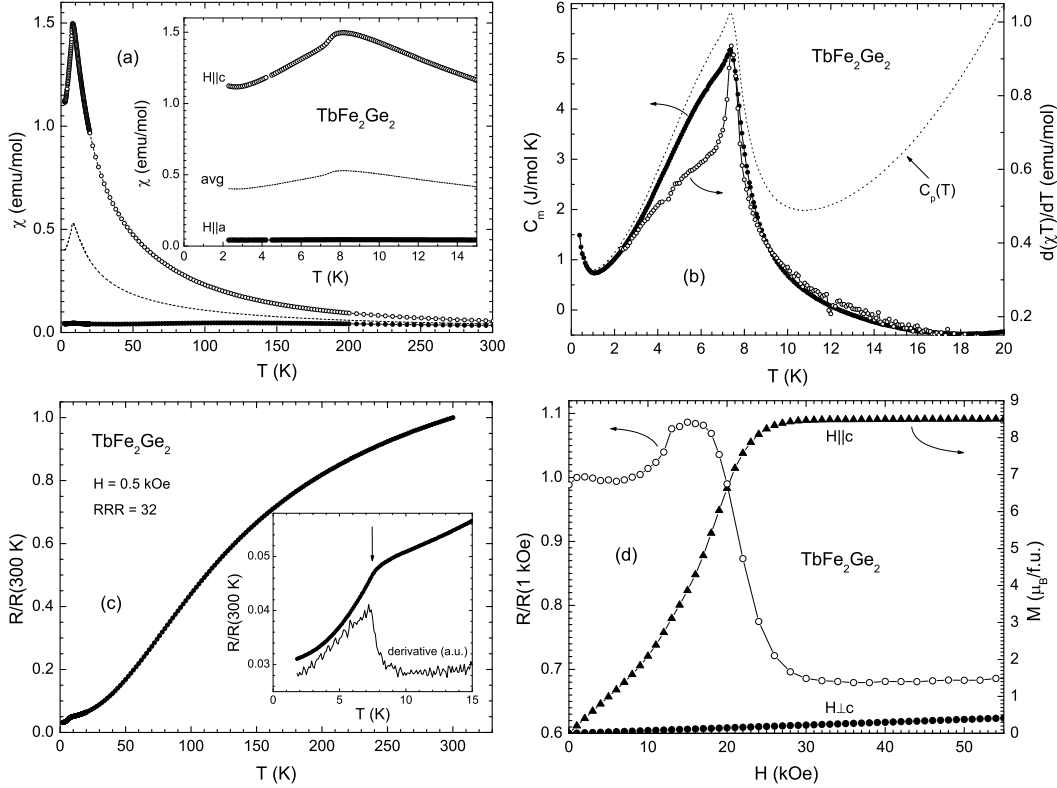 (a)
χ (emu/mol)
1.5
1.0
0.5
0.0
0 50 100 150 200 250 300
T (K)
χ (emu/mol)
1.5
1.0
0.5
0.0
H||c
TbFe₂Ge₂
avg
H||a
0 2 4 6 8 10 12 14
T (K)
6
5
4
3
2
1
0
Cₘ (J/mol K)
TbFe₂Ge₂
Cₚ(T)
(b)
1.0
0.8
0.6
0.4
0.2
d(χT)/dT (emu/mol)
0 2 4 6 8 10 12 14 16 18 20
T (K)
1.0
0.8
0.6
0.4
0.2
0.0
R/R(300 K)
TbFe₂Ge₂
H = 0.5 kOe
RRR = 32
(c)
0.05
0.04
0.03
R/R(300 K)
derivative (a.u.)
0 5 10 15
T (K)
0 50 100 150 200 250 300
T (K)
1.1
1.0
0.9
0.8
0.7
0.6
R/R(1 kOe)
H||c
(d)
TbFe₂Ge₂
H⊥c
9
8
7
6
5
4
3
2
1
0
M (μ_B/f.u.)
0 10 20 30 40 50
H (kOe)